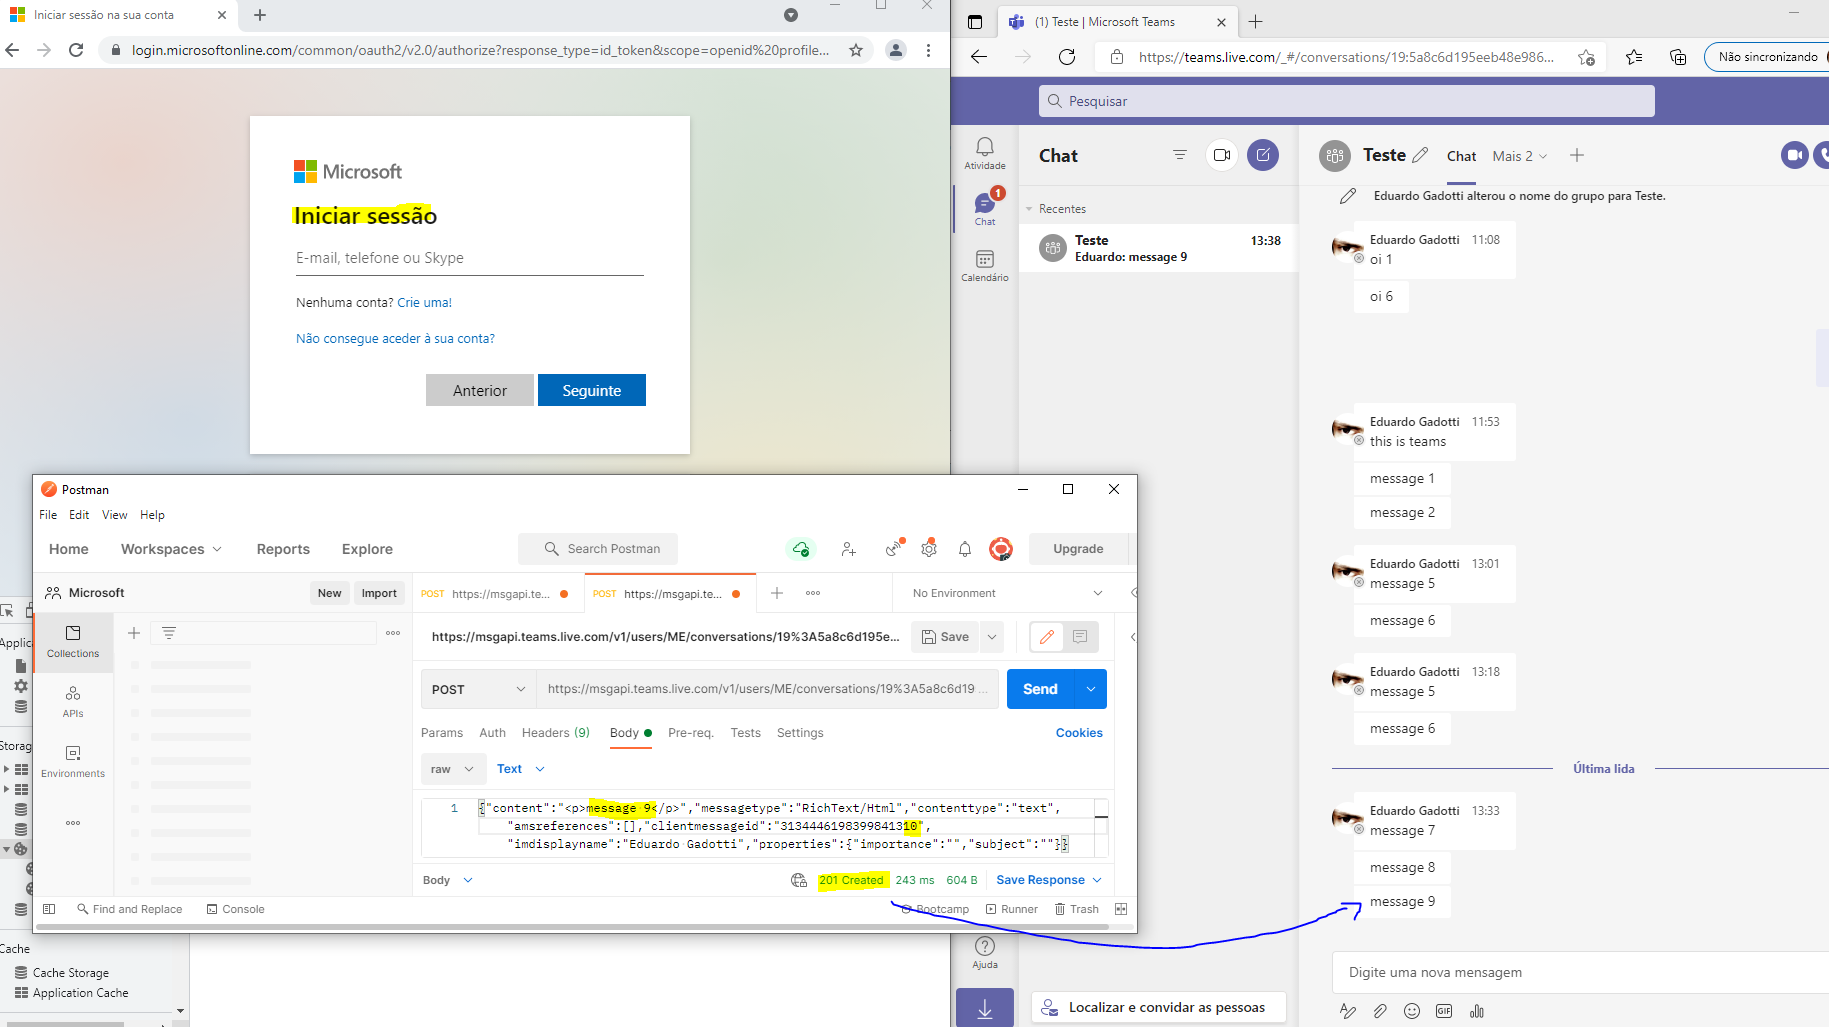 Iniciar sessão na sua conta
login.microsoftonline.com/common/oauth2/v2.0/authorize?response_type=id_token&scope=openid%20profile...
Microsoft
Iniciar sessão
E-mail, telefone ou Skype
Nenhuma conta? Crie uma!
Não consegue aceder à sua conta?
Anterior
Seguinte
Applic
Storag
Cache
Cache Storage
Application Cache
Postman
File Edit View Help
Home Workspaces Reports Explore
Search Postman
Upgrade
Microsoft
New Import
POST https://msgapi.te...
POST https://msgapi.te...
No Environment
Collections
APIs
Environments
https://msgapi.teams.live.com/v1/users/ME/conversations/19%3A5a8c6d195e...
Save
POST
https://msgapi.teams.live.com/v1/users/ME/conversations/19%3A5a8c6d19 ...
Send
Params Auth Headers (9) Body Pre-req. Tests Settings Cookies
raw Text
1 {"content":"<p>message 9</p>","messagetype":"RichText/Html","contenttype":"text",
"amsreferences":[],"clientmessageid":"3134446198399841310",
"imdisplayname":"Eduardo Gadotti","properties":{"importance":"","subject":""}}
Body
201 Created 243 ms 604 B Save Response
Find and Replace Console Bootcamp Runner Trash
(1) Teste | Microsoft Teams
https://teams.live.com/_#/conversations/19:5a8c6d195eeb48e986...
Não sincronizando
Pesquisar
Atividade
1
Chat
Calendário
Ajuda
Chat
Recentes
Teste 13:38
Eduardo: message 9
Localizar e convidar as pessoas
Teste Chat Mais 2
Eduardo Gadotti alterou o nome do grupo para Teste.
Eduardo Gadotti 11:08
oi 1
oi 6
Eduardo Gadotti 11:53
this is teams
message 1
message 2
Eduardo Gadotti 13:01
message 5
message 6
Eduardo Gadotti 13:18
message 5
message 6
Última lida
Eduardo Gadotti 13:33
message 7
message 8
message 9
Digite uma nova mensagem
GIF